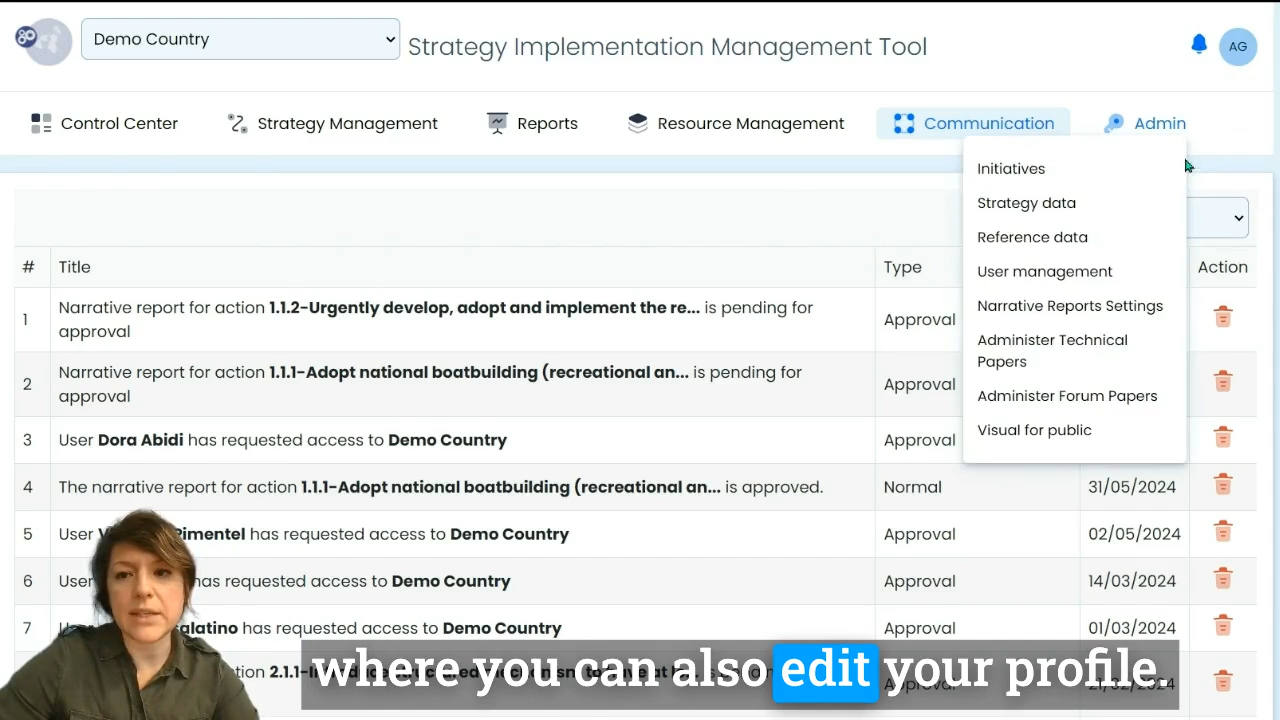 Demo Country
Strategy Implementation Management Tool
AG
Control Center
Strategy Management
Reports
Resource Management
Communication
Admin
Initiatives
Strategy data
Reference data
User management
Narrative Reports Settings
Administer Technical
Papers
Administer Forum Papers
Visual for public
# Title Type Action
1 Narrative report for action 1.1.2-Urgently develop, adopt and implement the re... is pending for
approval
Approval
2 Narrative report for action 1.1.1-Adopt national boatbuilding (recreational an... is pending for
approval
Approval
3 User Dora Abidi has requested access to Demo Country Approval
4 The narrative report for action 1.1.1-Adopt national boatbuilding (recreational an... is approved. Normal 31/05/2024
5 User Pimentel has requested access to Demo Country Approval 02/05/2024
6 User has requested access to Demo Country Approval 14/03/2024
7 has requested access to Demo Country Approval 01/03/2024
where you can also edit your profile.